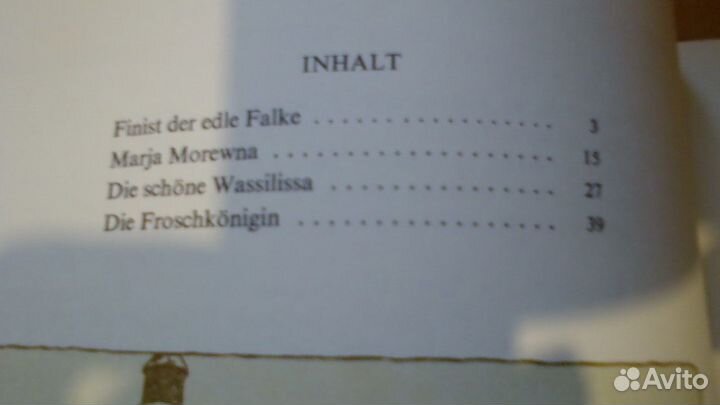 INHALT
Finist der edle Falke . . . . . . . . . . . . . . . . . 3
Marja Morewna . . . . . . . . . . . . . . . . . . . . 15
Die schöne Wassilissa . . . . . . . . . . . . . . . . 27
Die Froschkönigin . . . . . . . . . . . . . . . . . . 39
Avito